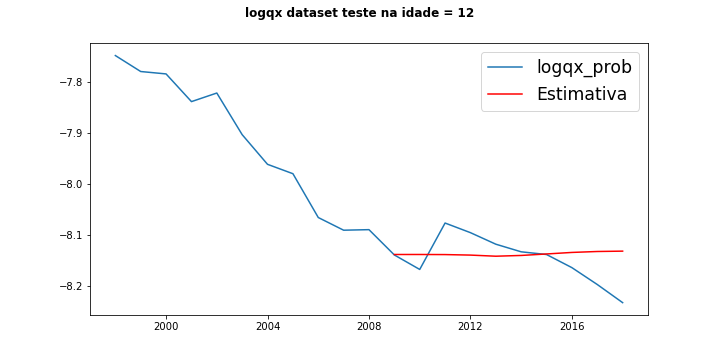 logqx dataset teste na idade = 12
logqx_prob
Estimativa
−7.8
−7.9
−8.0
−8.1
−8.2
2000 2004 2008 2012 2016